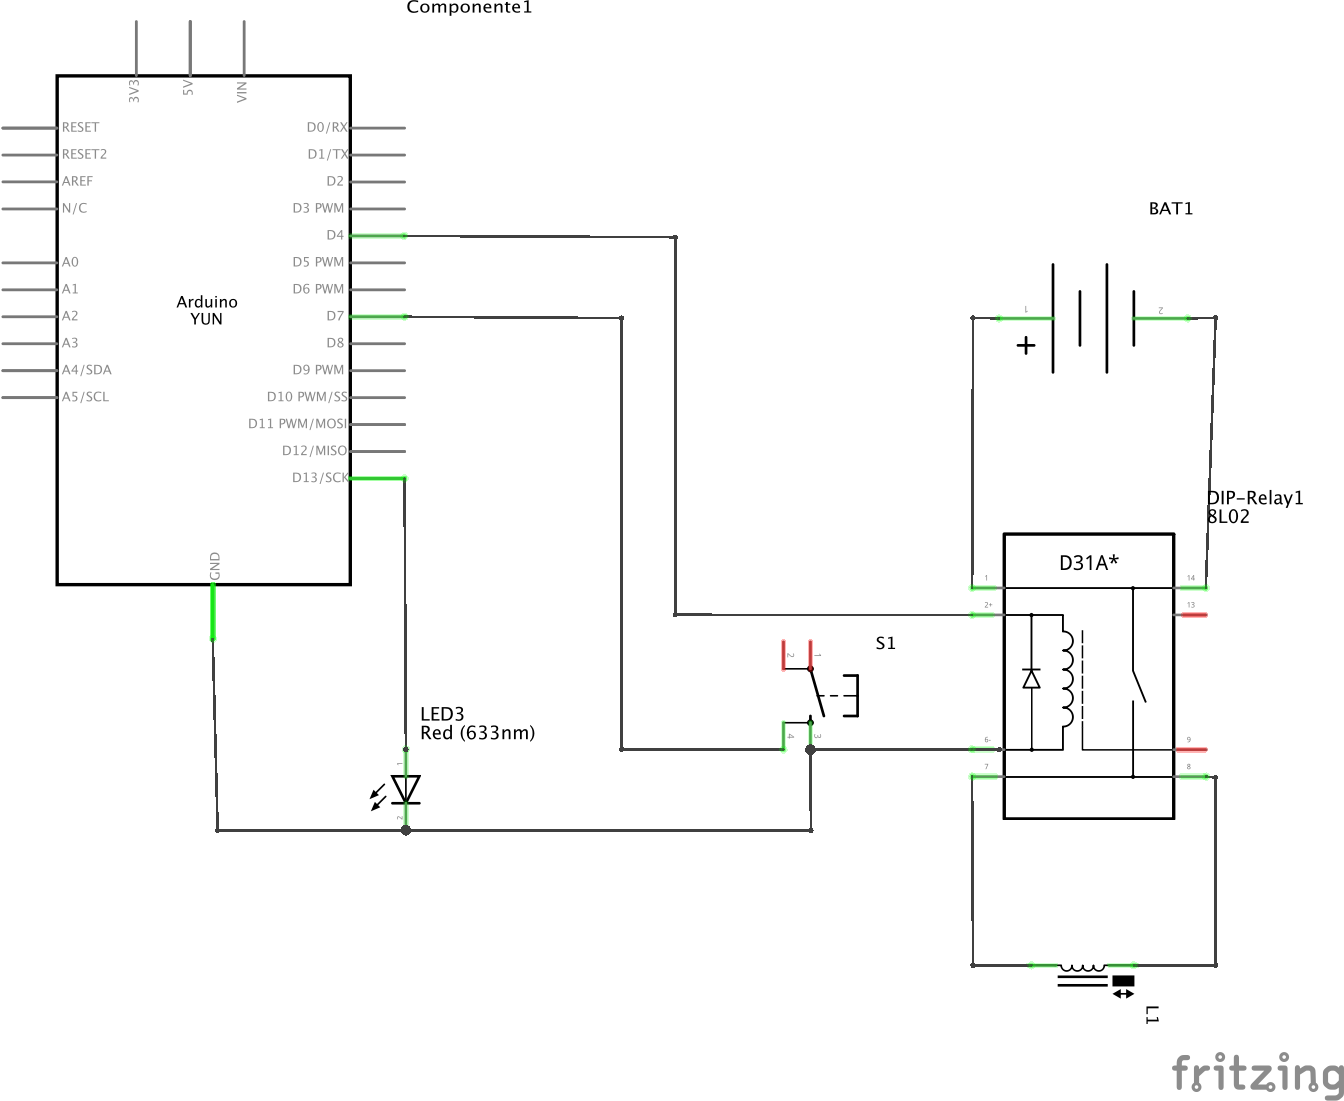 Componente1
3V3
5V
VIN
RESET
RESET2
AREF
N/C
A0
A1
A2
A3
A4/SDA
A5/SCL
Arduino
YUN
D0/RX
D1/TX
D2
D3 PWM
D4
D5 PWM
D6 PWM
D7
D8
D9 PWM
D10 PWM/SS
D11 PWM/MOSI
D12/MISO
D13/SCK
GND
BAT1
1
2
+
DIP-Relay1
8L02
D31A*
1
2+
6-
7
14
13
9
8
S1
2
1
4
3
LED3
Red (633nm)
1
2
L1
fritzing